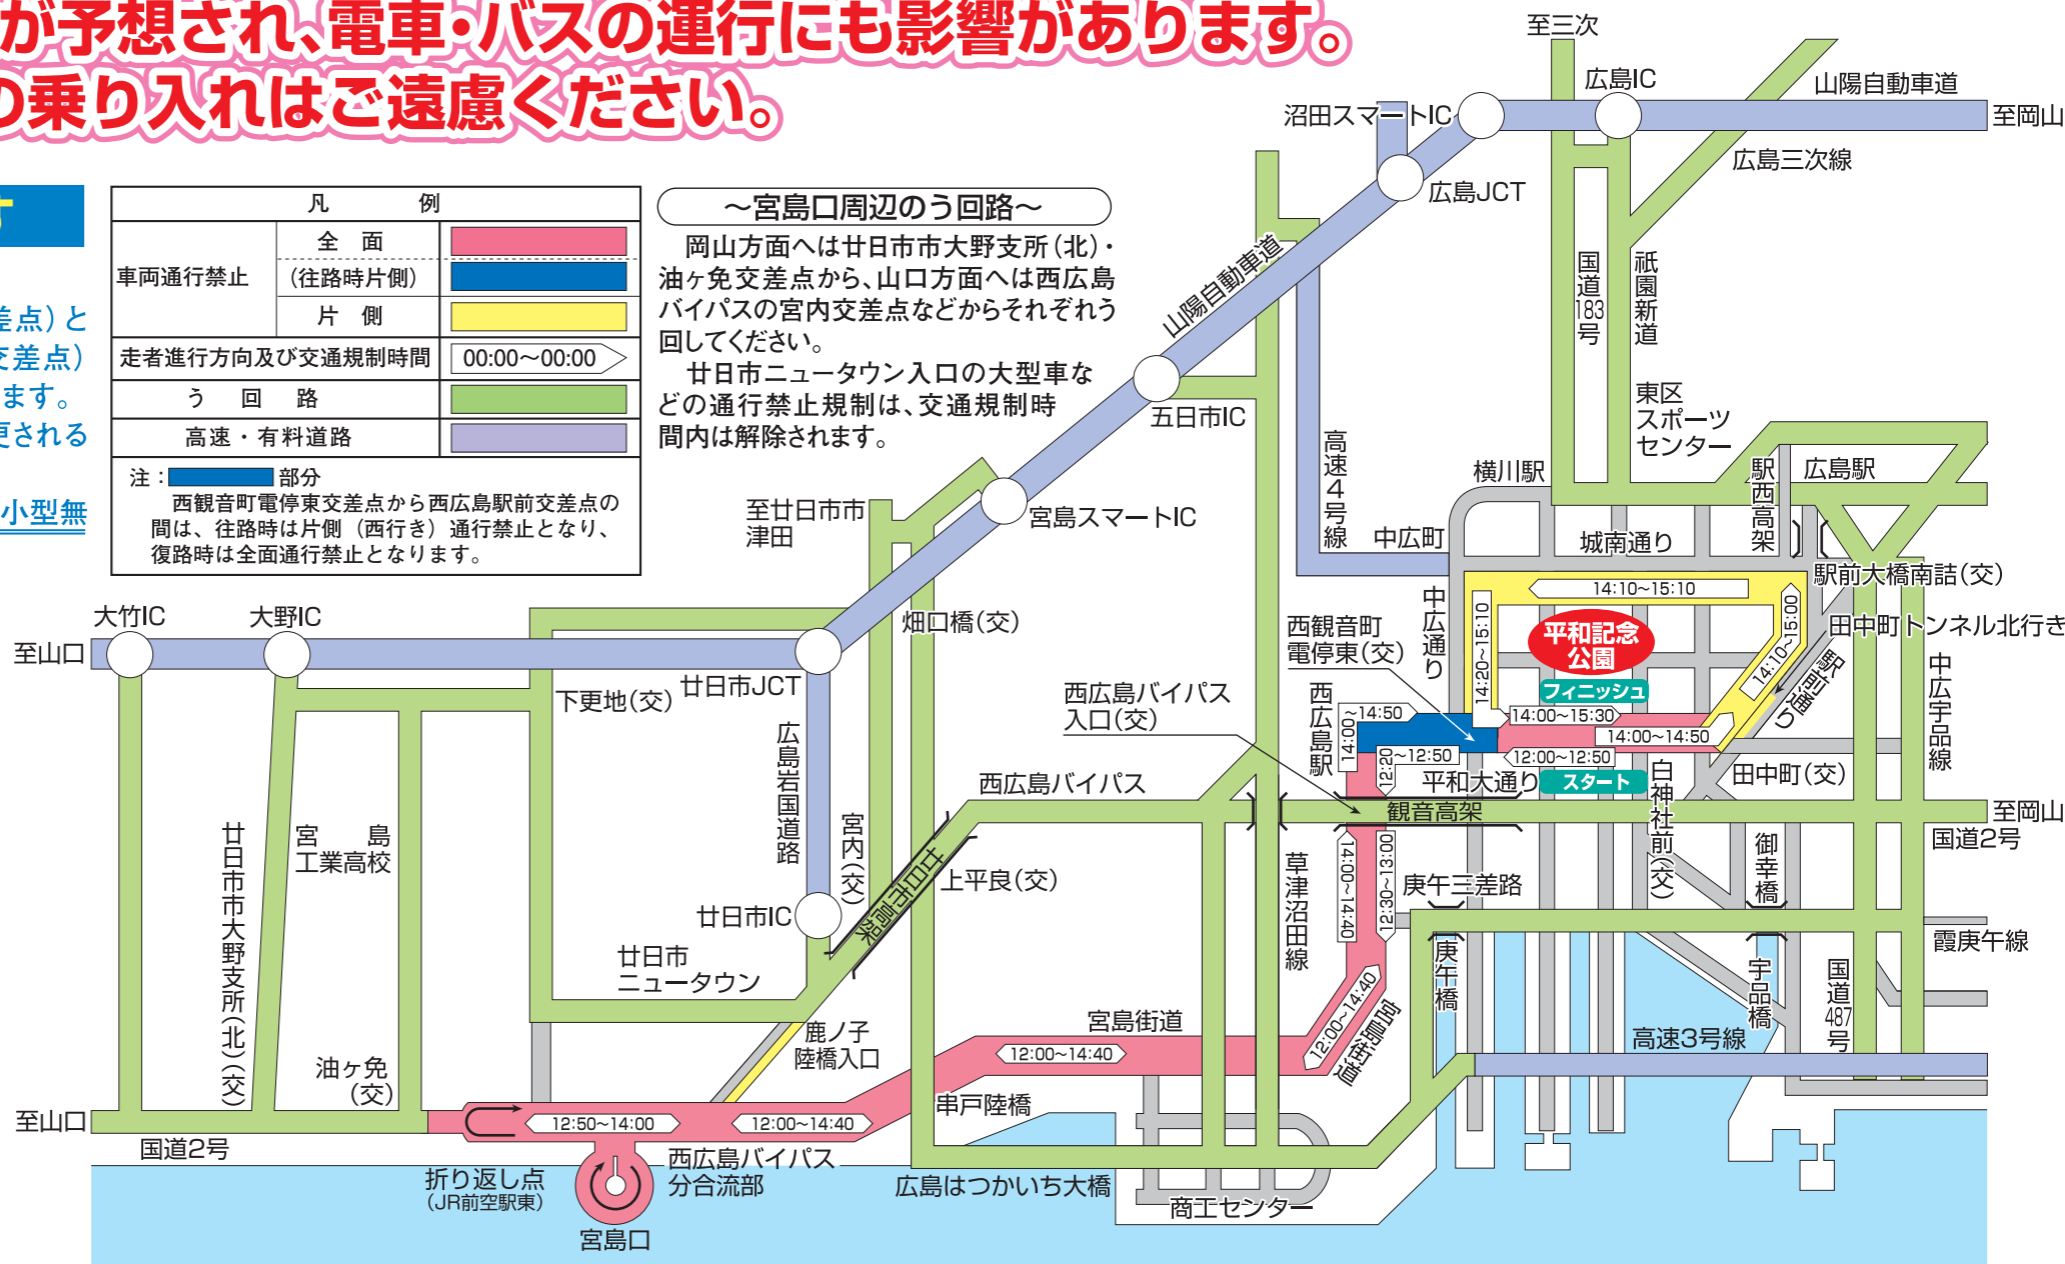 が予想され、電車・バスの運行にも影響があります。
の乗り入れはご遠慮ください。
す
差点）と
交差点）
ます。
更される
小型無
凡　例
車両通行禁止
全　面
（往路時片側）
片　側
走者進行方向及び交通規制時間
00:00～00:00
う　回　路
高速・有料道路
注：　部分
西観音町電停東交差点から西広島駅前交差点の
間は、往路時は片側（西行き）通行禁止となり、
復路時は全面通行禁止となります。
～宮島口周辺のう回路～
岡山方面へは廿日市市大野支所（北）・
油ヶ免交差点から、山口方面へは西広島
バイパスの宮内交差点などからそれぞれう
回してください。
廿日市ニュータウン入口の大型車な
どの通行禁止規制は、交通規制時
間内は解除されます。
至三次
広島IC
山陽自動車道
至岡山
沼田スマートIC
広島三次線
広島JCT
山陽自動車道
国道183号
祇園新道
五日市IC
東区
スポーツ
センター
高速4号線
横川駅
駅西高架
広島駅
至廿日市市
津田
宮島スマートIC
中広町
城南通り
駅前大橋南詰（交）
大竹IC
大野IC
畑口橋（交）
中広通り
14:10～15:10
14:20～15:10
14:10～15:00
平和記念
公園
田中町トンネル北行き
至山口
西観音町
電停東（交）
廿日市JCT
下更地（交）
西広島バイパス
入口（交）
西広島駅
フィニッシュ
駅前通り
中広宇品線
14:00～14:50
14:00～15:30
14:00～14:50
12:20～12:50
12:00～12:50
広島岩国道路
西広島バイパス
平和大通り
スタート
白神社前（交）
田中町（交）
観音高架
至岡山
国道2号
廿日市市大野支所（北）（交）
宮島
工業高校
宮内（交）
廿日市高架
上平良（交）
草津沼田線
14:00～14:40
12:30～13:00
庚午三差路
御幸橋
廿日市IC
霞庚午線
廿日市
ニュータウン
庚午橋
宇品橋
国道487号
12:00～14:40
宮島街道
鹿ノ子
陸橋入口
宮島街道
12:00～14:40
高速3号線
油ヶ免
（交）
至山口
国道2号
12:50～14:00
12:00～14:40
串戸陸橋
折り返し点
（JR前空駅東）
西広島バイパス
分合流部
広島はつかいち大橋
商工センター
宮島口